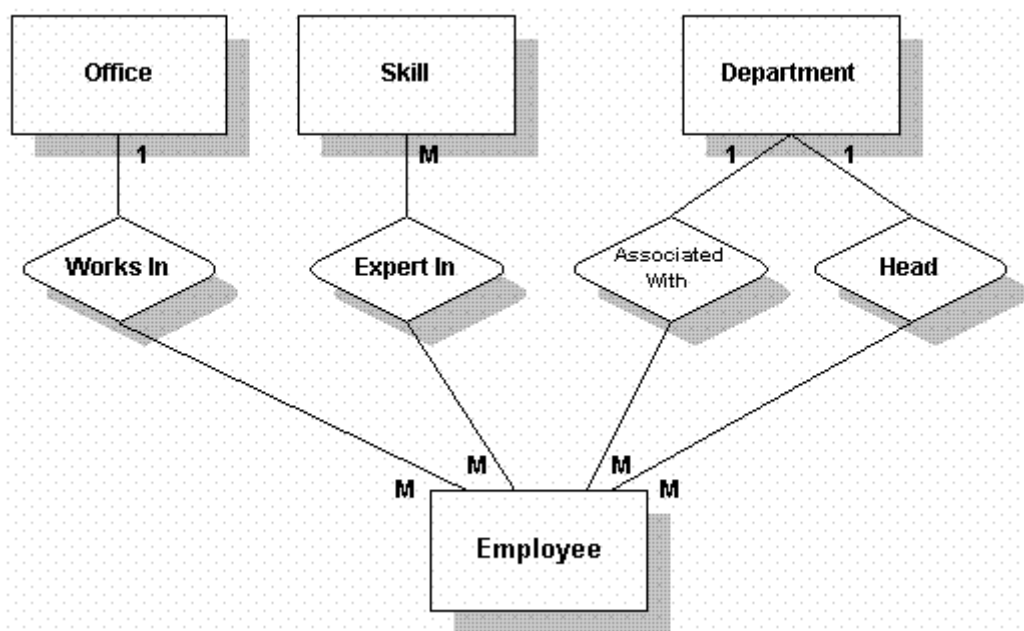 Office
Skill
Department
1
M
1
1
Works In
Expert In
Associated
With
Head
M
M
M
M
Employee